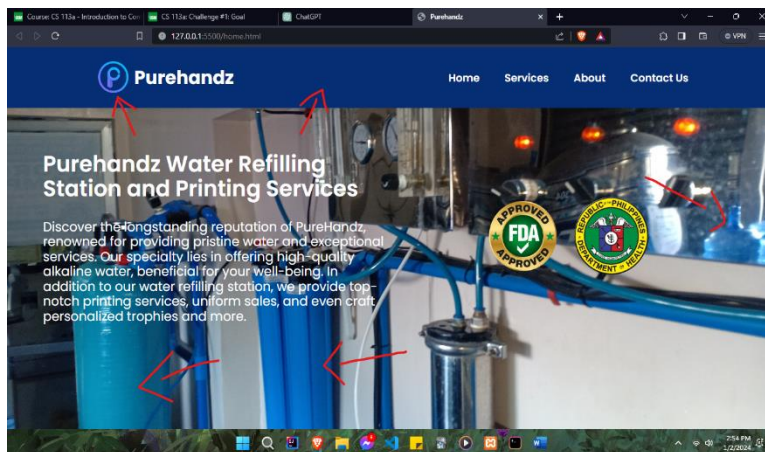 Course: CS 113a - Introduction to Con
CS 113a: Challenge #1: Goal
ChatGPT
Purehandz
127.0.0.1:5500/home.html
VPN
Purehandz
Home Services About Contact Us
Purehandz Water Refilling
Station and Printing Services
Discover the longstanding reputation of PureHandz,
renowned for providing pristine water and exceptional
services. Our specialty lies in offering high-quality
alkaline water, beneficial for your well-being. In
addition to our water refilling station, we provide top-
notch printing services, uniform sales, and even craft
personalized trophies and more.
APPROVED
FDA
APPROVED
REPUBLIC OF THE PHILIPPINES
DEPARTMENT OF HEALTH
7:54 PM
1/2/2024